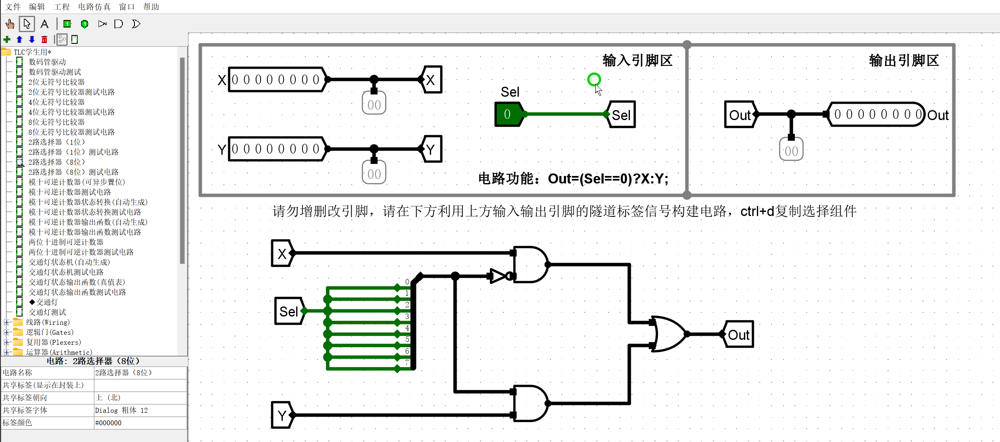 文件 编辑 工程 电路仿真 窗口 帮助
TLC学生用*
数码管驱动
数码管驱动测试
2位无符号比较器
2位无符号比较器测试电路
4位无符号比较器
4位无符号比较器测试电路
8位无符号比较器
8位无符号比较器测试电路
2路选择器（1位）
2路选择器（1位）测试电路
2路选择器（8位）
2路选择器（8位）测试电路
模十可逆计数器(可异步置位)
模十可逆计数器测试电路
模十可逆计数器状态转换(自动生成)
模十可逆计数器状态转换测试电路
模十可逆计数器输出函数(自动生成)
模十可逆计数器输出函数测试电路
两位十进制可逆计数器
两位十进制可逆计数器测试电路
交通灯状态机(自动生成)
交通灯状态机测试电路
交通灯状态输出函数(真值表)
交通灯状态输出函数测试电路
◆交通灯
交通灯测试
线路(Wiring)
逻辑门(Gates)
复用器(Plexers)
运算器(Arithmetic)
电路: 2路选择器（8位）
电路名称 2路选择器（8位）
共享标签(显示在封装上)
共享标签朝向 上 (北)
共享标签字体 Dialog 粗体 12
标签颜色 #000000
输入引脚区
输出引脚区
X 0 0 0 0 0 0 0 0 X
00
Sel
0 Sel
Out 0 0 0 0 0 0 0 0 Out
00
Y 0 0 0 0 0 0 0 0 Y
00
电路功能：Out=(Sel==0)?X:Y;
请勿增删改引脚，请在下方利用上方输入输出引脚的隧道标签信号构建电路，ctrl+d复制选择组件
X
0
1
2
Sel
3
4
5
6
7
Out
Y